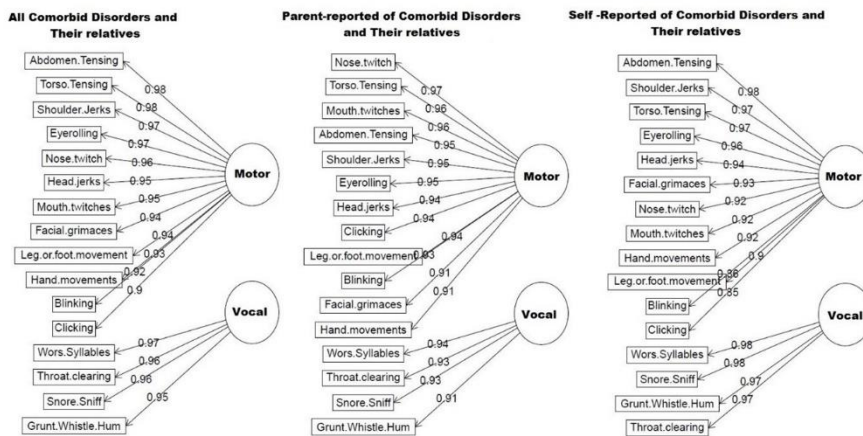 All Comorbid Disorders and
Their relatives
Abdomen.Tensing
Torso.Tensing
Shoulder.Jerks
Eyerolling
Nose.twitch
Head.jerks
Mouth.twitches
Facial.grimaces
Leg.or.foot.movement
Hand.movements
Blinking
Clicking
0.98
0.98
0.97
0.97
0.96
0.95
0.95
0.94
0.94
0.93
0.92
0.9
Motor
Wors.Syllables
Throat.clearing
Snore.Sniff
Grunt.Whistle.Hum
0.97
0.96
0.96
0.95
Vocal
Parent-reported of Comorbid Disorders
and Their relatives
Nose.twitch
Torso.Tensing
Mouth.twitches
Abdomen.Tensing
Shoulder.Jerks
Eyerolling
Head.jerks
Clicking
Leg.or.foot.movement
Blinking
Facial.grimaces
Hand.movements
0.97
0.96
0.96
0.95
0.95
0.95
0.94
0.94
0.94
0.93
0.91
0.91
Motor
Wors.Syllables
Throat.clearing
Snore.Sniff
Grunt.Whistle.Hum
0.94
0.93
0.93
0.91
Vocal
Self -Reported of Comorbid Disorders and
Their relatives
Abdomen.Tensing
Shoulder.Jerks
Torso.Tensing
Eyerolling
Head.jerks
Facial.grimaces
Nose.twitch
Mouth.twitches
Hand.movements
Leg.or.foot.movement
Blinking
Clicking
0.98
0.97
0.97
0.96
0.94
0.93
0.92
0.92
0.92
0.9
0.86
0.85
Motor
Wors.Syllables
Snore.Sniff
Grunt.Whistle.Hum
Throat.clearing
0.98
0.98
0.97
0.97
Vocal